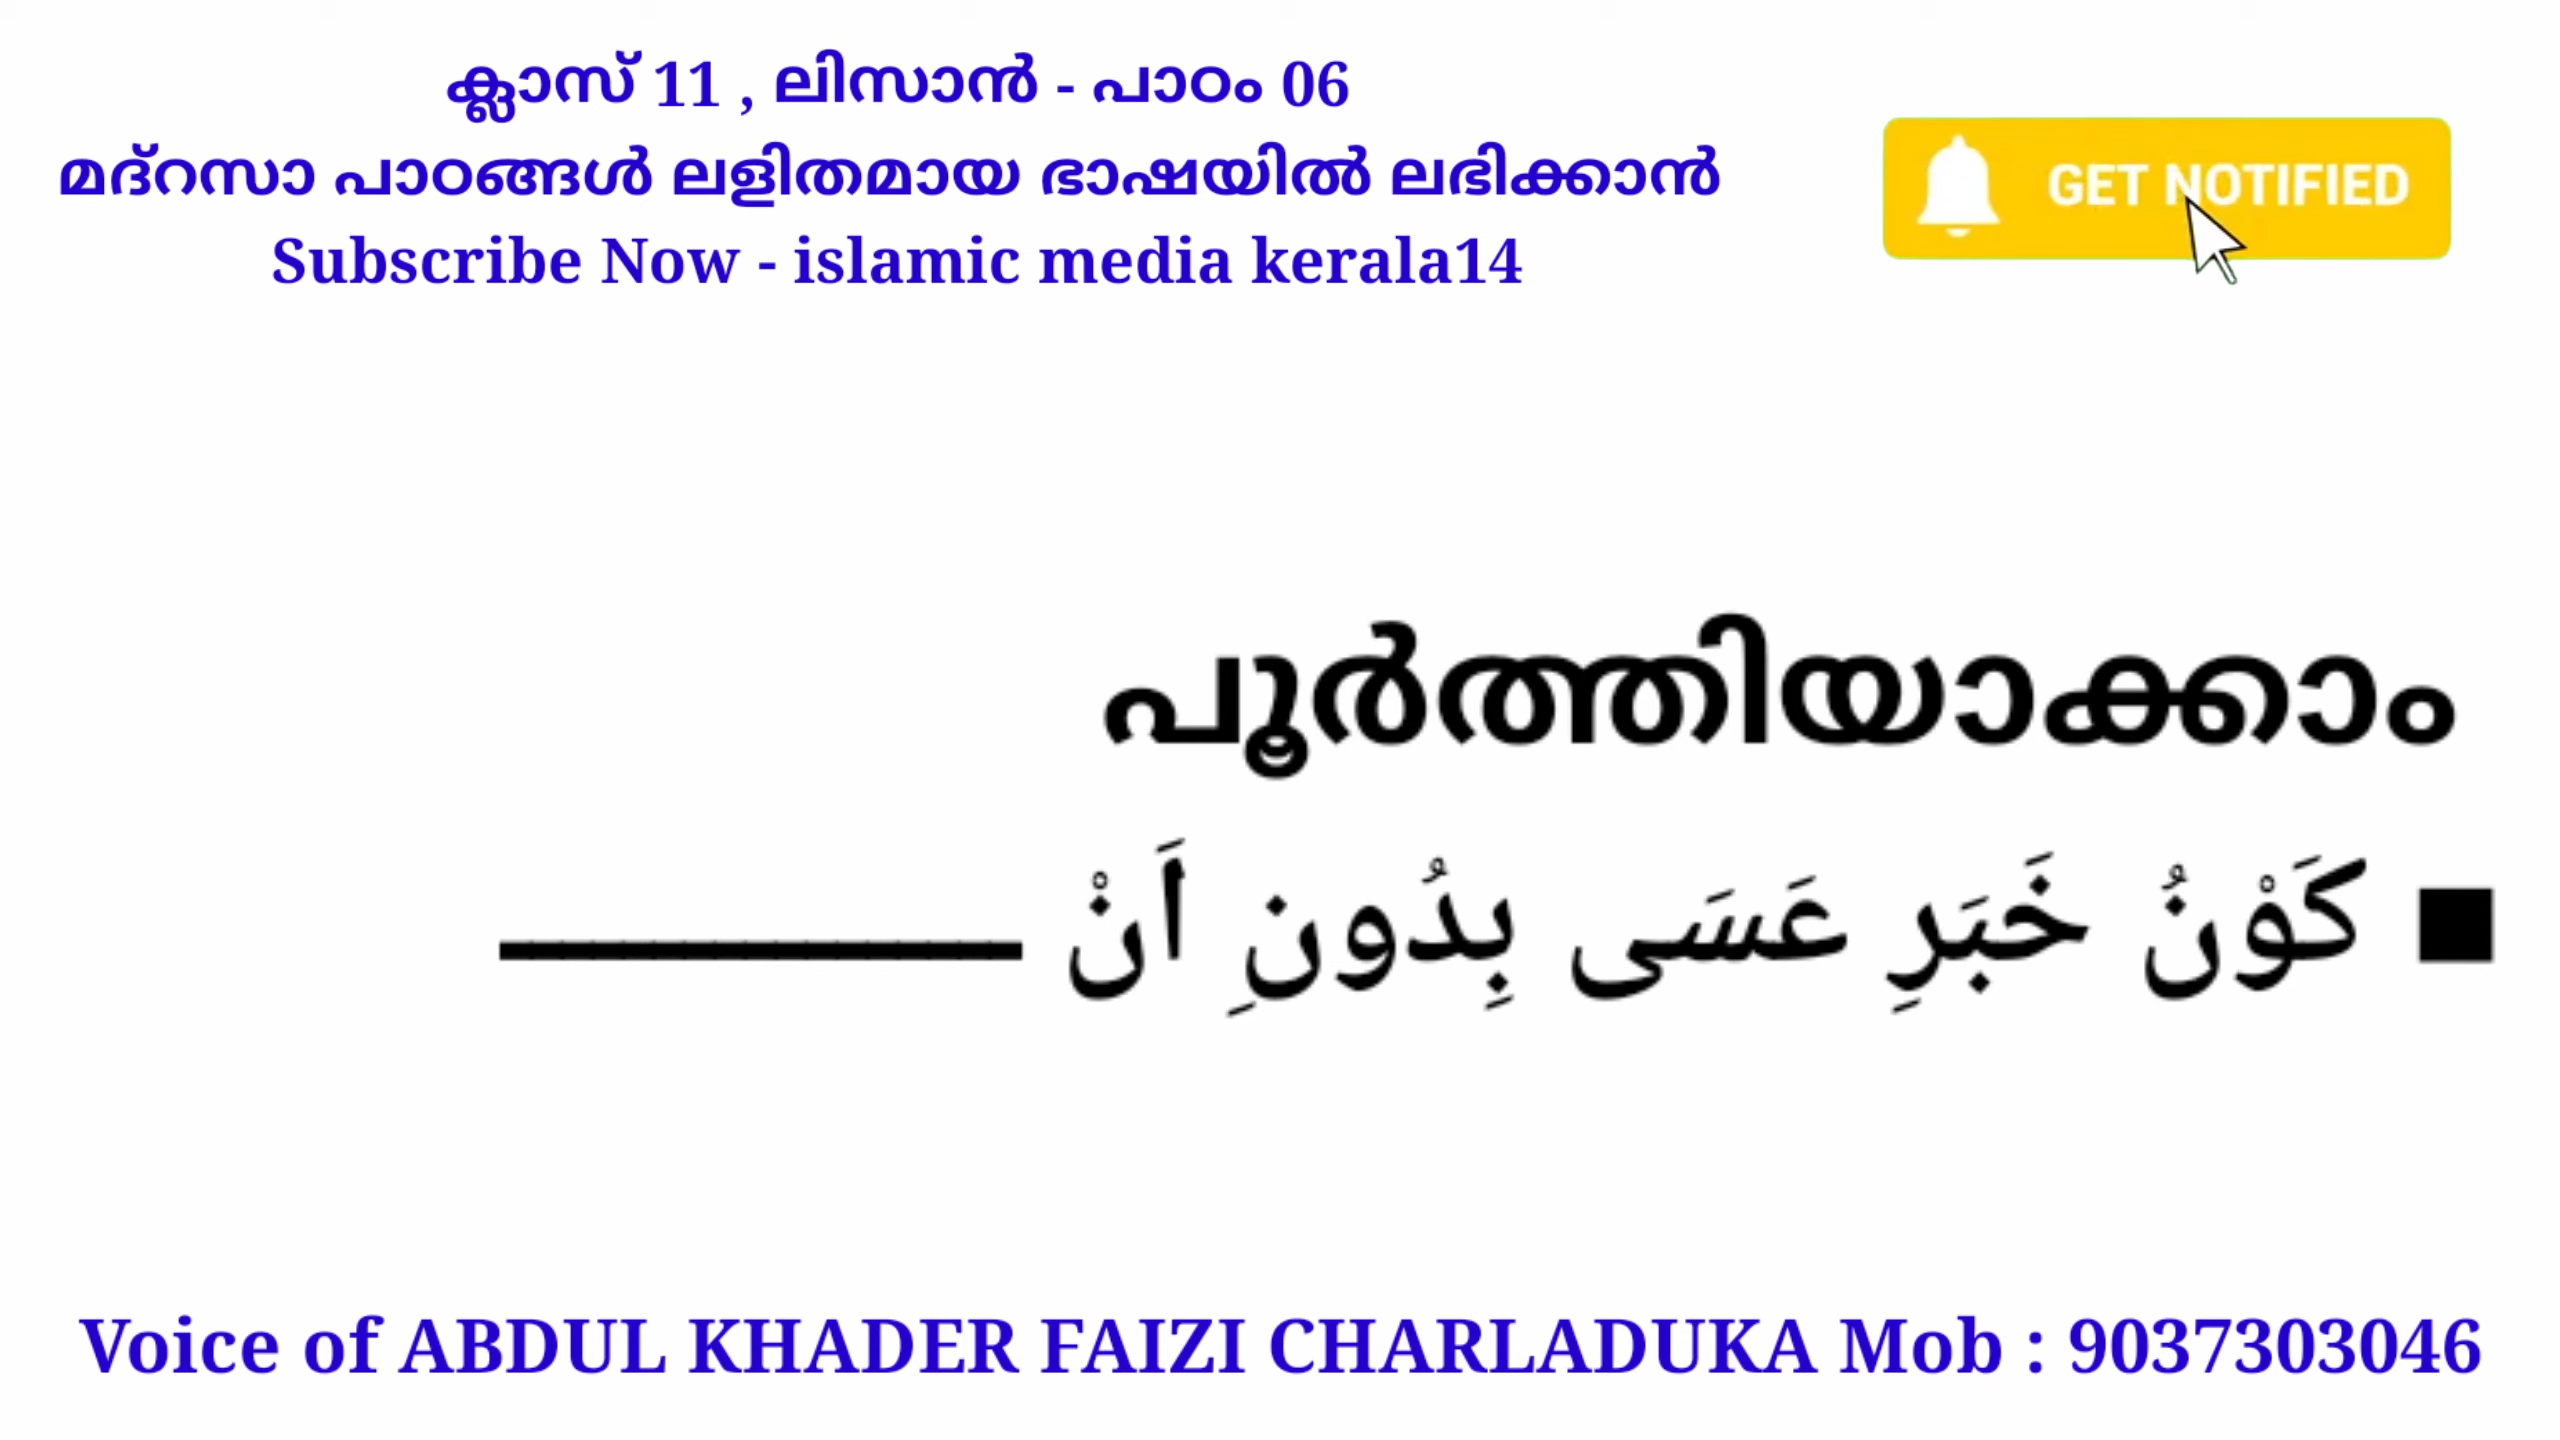 ക്ലാസ് 11 , ലിസാൻ - പാഠം 06
മദ്റസാ പാഠങ്ങൾ ലളിതമായ ഭാഷയിൽ ലഭിക്കാൻ
Subscribe Now - islamic media kerala14
GET NOTIFIED
പൂർത്തിയാക്കാം
■ كَوْنُ خَبَرِ عَسَى بِدُونِ اَنْ ــــــــــــــــ
Voice of ABDUL KHADER FAIZI CHARLADUKA Mob : 9037303046